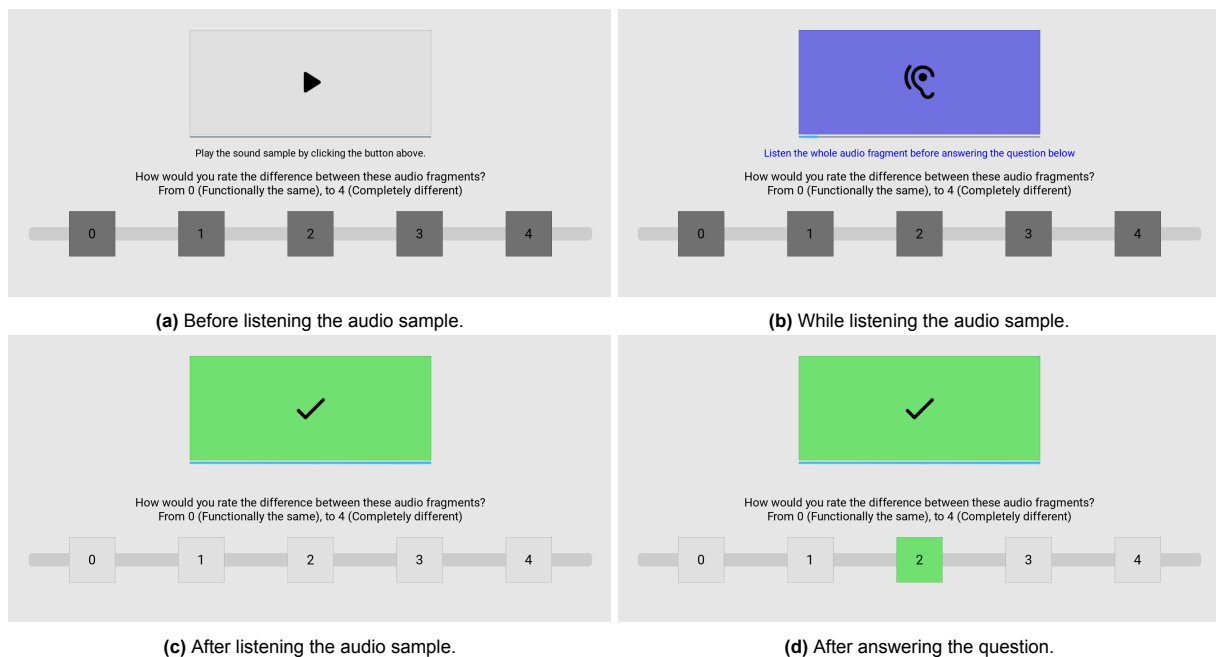 Play the sound sample by clicking the button above.
How would you rate the difference between these audio fragments?
From 0 (Functionally the same), to 4 (Completely different)
0 1 2 3 4
(a) Before listening the audio sample.
Listen the whole audio fragment before answering the question below
How would you rate the difference between these audio fragments?
From 0 (Functionally the same), to 4 (Completely different)
0 1 2 3 4
(b) While listening the audio sample.
How would you rate the difference between these audio fragments?
From 0 (Functionally the same), to 4 (Completely different)
0 1 2 3 4
(c) After listening the audio sample.
How would you rate the difference between these audio fragments?
From 0 (Functionally the same), to 4 (Completely different)
0 1 2 3 4
(d) After answering the question.